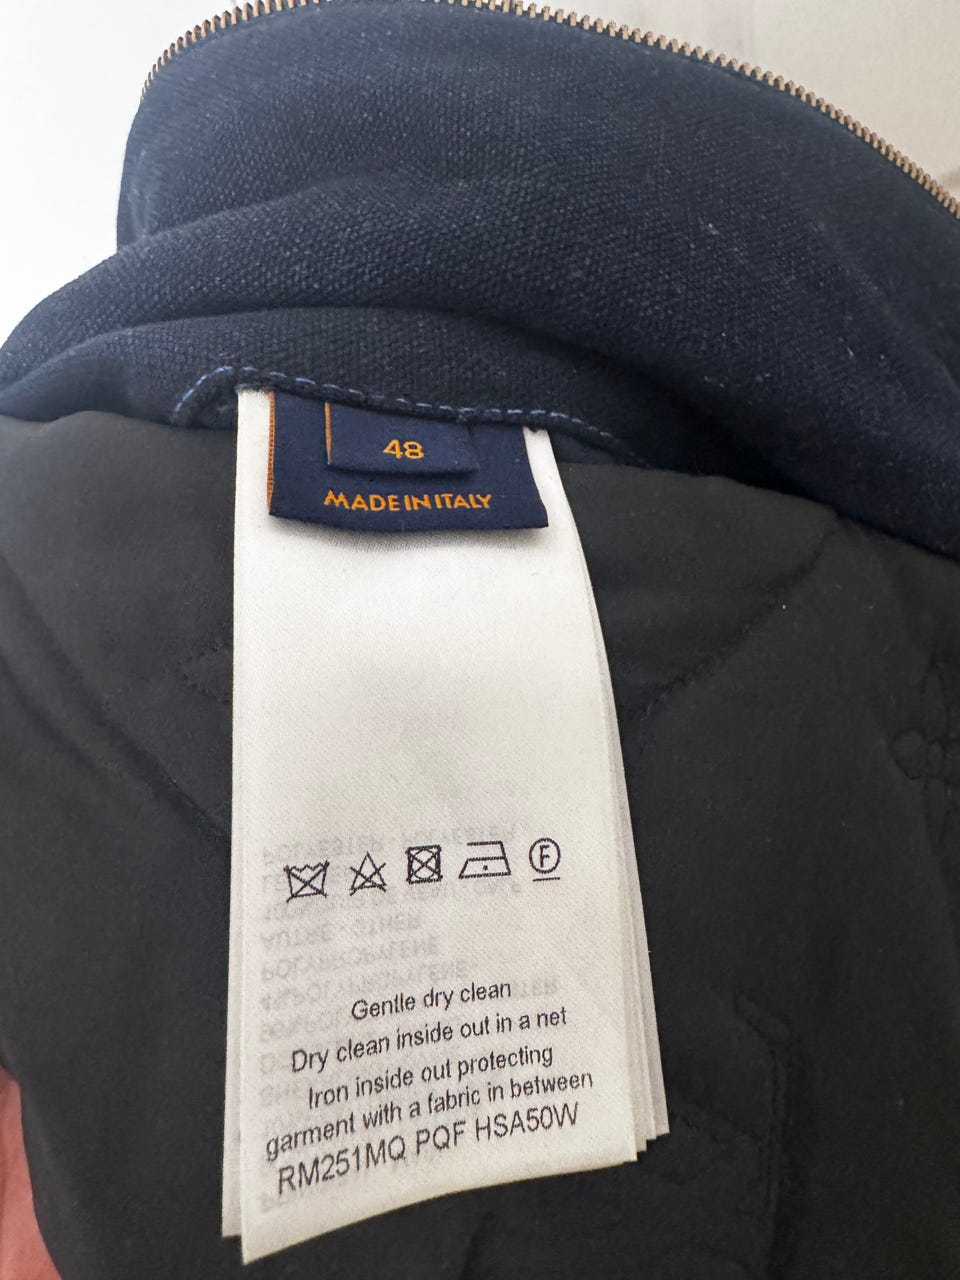 48
MADE IN ITALY
F
Gentle dry clean
Dry clean inside out in a net
Iron inside out protecting
garment with a fabric in between
RM251MQ PQF HSA50W